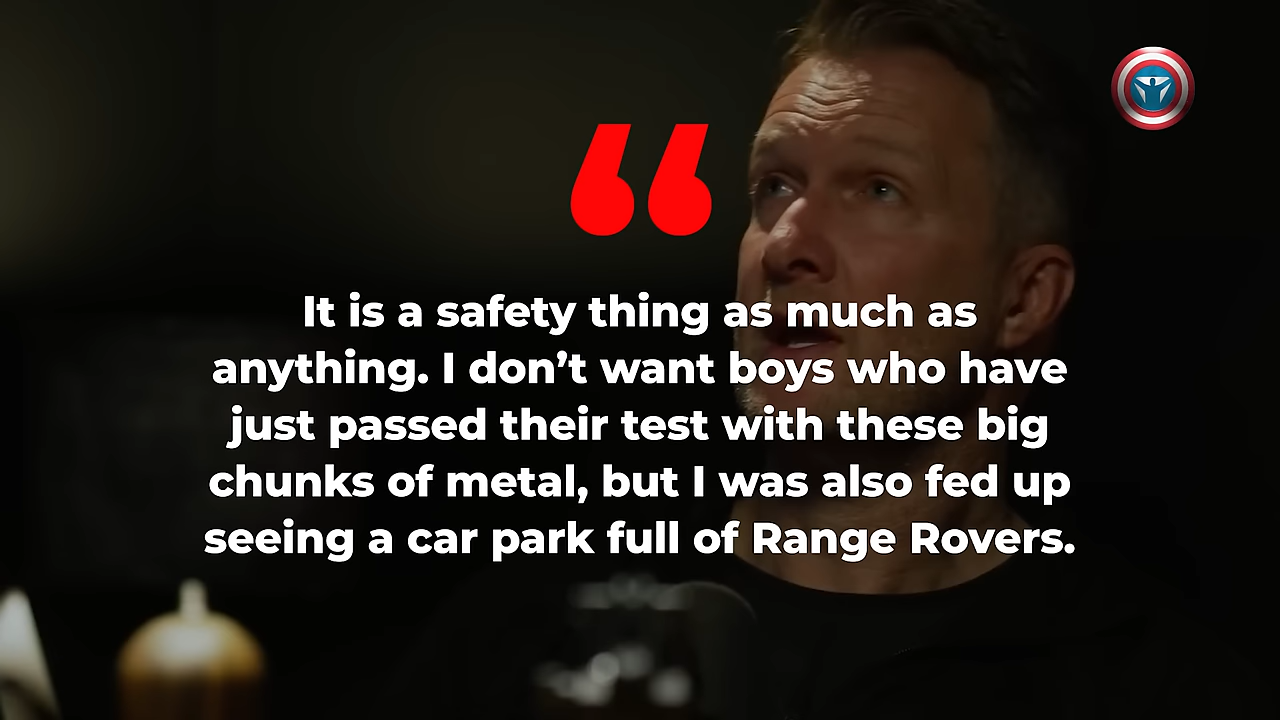 “
It is a safety thing as much as
anything. I don’t want boys who have
just passed their test with these big
chunks of metal, but I was also fed up
seeing a car park full of Range Rovers.